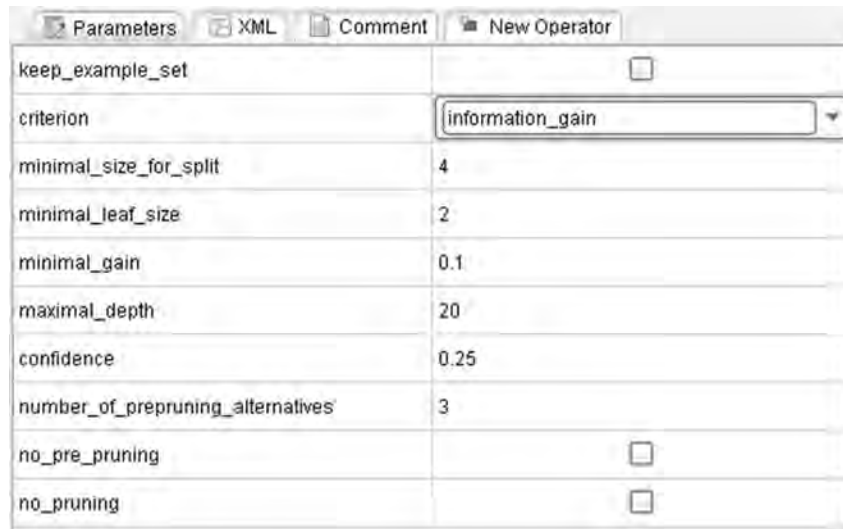 Parameters XML Comment New Operator
keep_example_set
criterion information_gain
minimal_size_for_split 4
minimal_leaf_size 2
minimal_gain 0.1
maximal_depth 20
confidence 0.25
number_of_prepruning_alternatives 3
no_pre_pruning
no_pruning